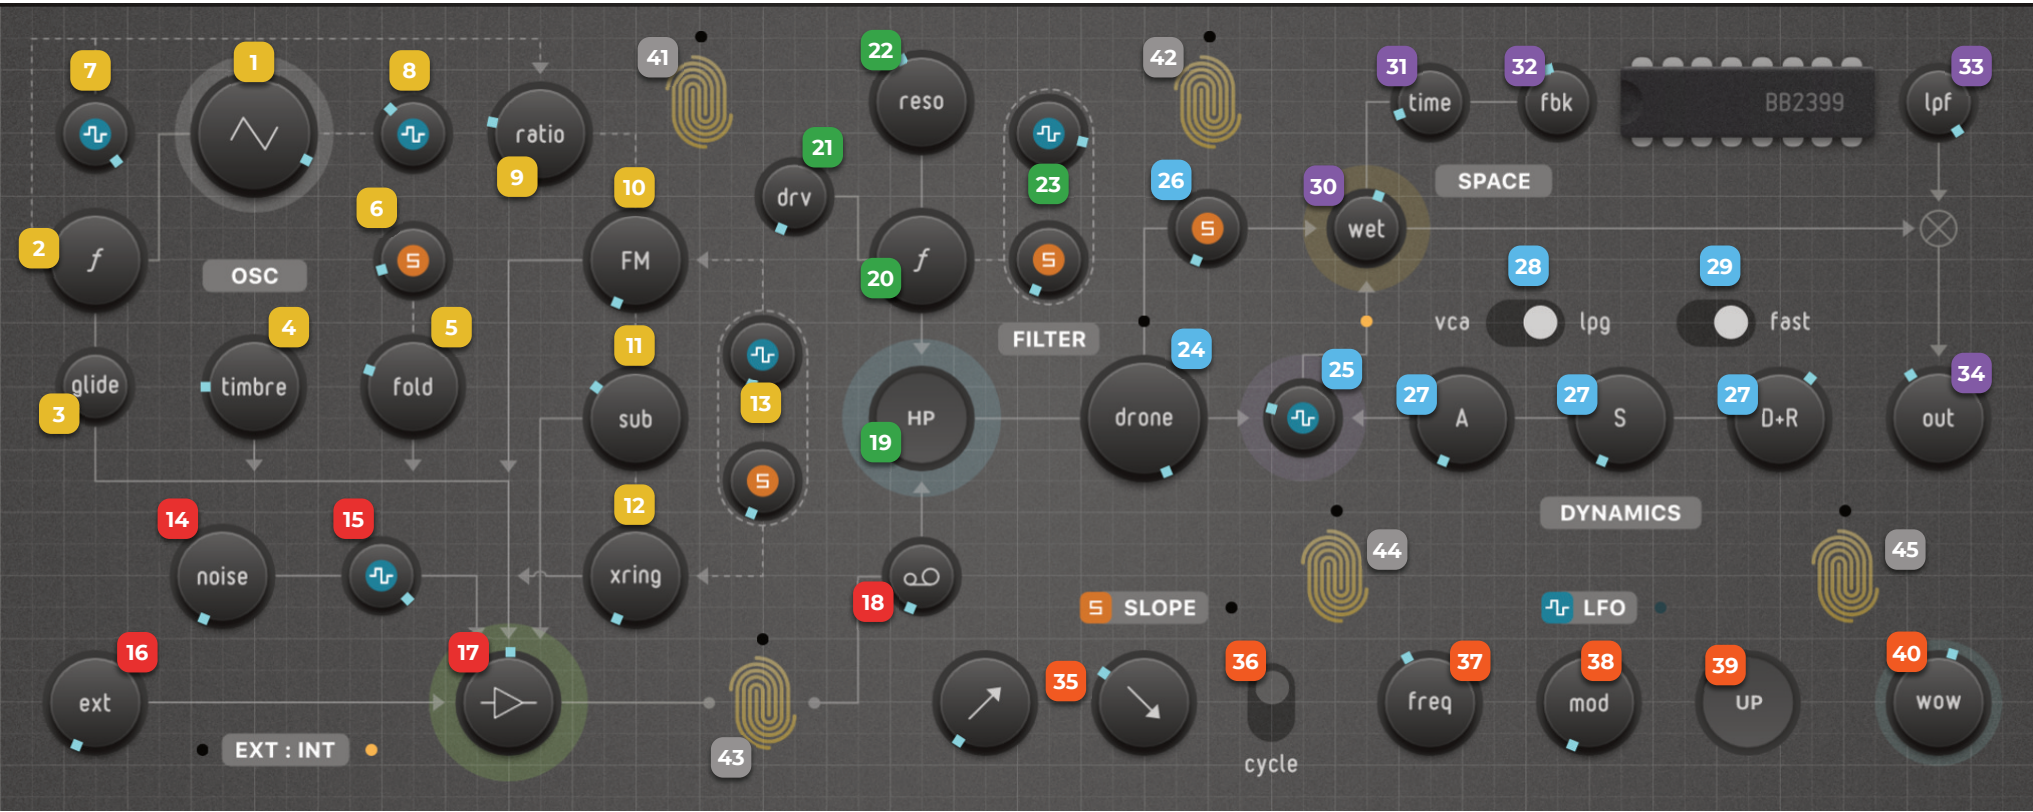 7
1
8
41
22
42
31
32
33
ratio
reso
time
fbk
BB2399
lpf
9
21
drv
23
26
30
SPACE
6
10
2
f
OSC
S
FM
20
f
S
S
wet
28
29
vca
lpg
fast
3
glide
4
timbre
5
fold
11
sub
13
FILTER
24
drone
25
27
A
27
S
27
D+R
34
out
19
HP
S
14
noise
15
12
xring
18
DYNAMICS
44
45
S SLOPE
LFO
16
ext
17
43
EXT : INT
35
36
cycle
37
freq
38
mod
39
UP
40
wow